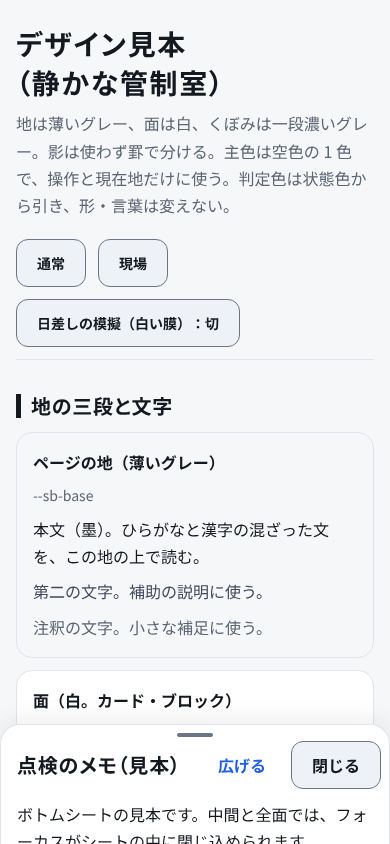 デザイン見本
（静かな管制室）
地は薄いグレー、面は白、くぼみは一段濃いグレ
ー。影は使わず罫で分ける。主色は空色の 1 色
で、操作と現在地だけに使う。判定色は状態色か
ら引き、形・言葉は変えない。
通常
現場
日差しの模擬（白い膜）：切
地の三段と文字
ページの地（薄いグレー）
--sb-base
本文（墨）。ひらがなと漢字の混ざった文
を、この地の上で読む。
第二の文字。補助の説明に使う。
注釈の文字。小さな補足に使う。
面（白。カード・ブロック）
点検のメモ（見本）
広げる
閉じる
ボトムシートの見本です。中間と全面では、フォ
ーカスがシートの中に閉じ込められます。